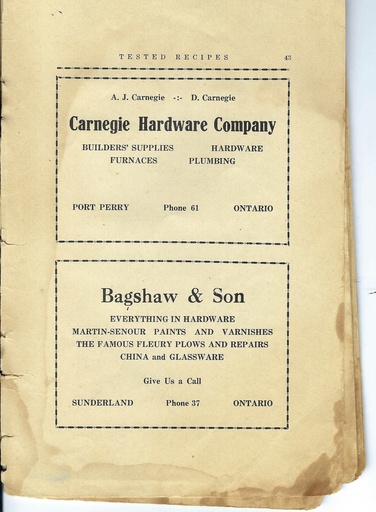 TESTED RECIPES 43
A. J. Carnegie -:- D. Carnegie
Carnegie Hardware Company
BUILDERS' SUPPLIES HARDWARE
FURNACES PLUMBING
PORT PERRY Phone 61 ONTARIO
Bagshaw & Son
EVERYTHING IN HARDWARE
MARTIN-SENOUR PAINTS AND VARNISHES
THE FAMOUS FLEURY PLOWS AND REPAIRS
CHINA and GLASSWARE
Give Us a Call
SUNDERLAND Phone 37 ONTARIO